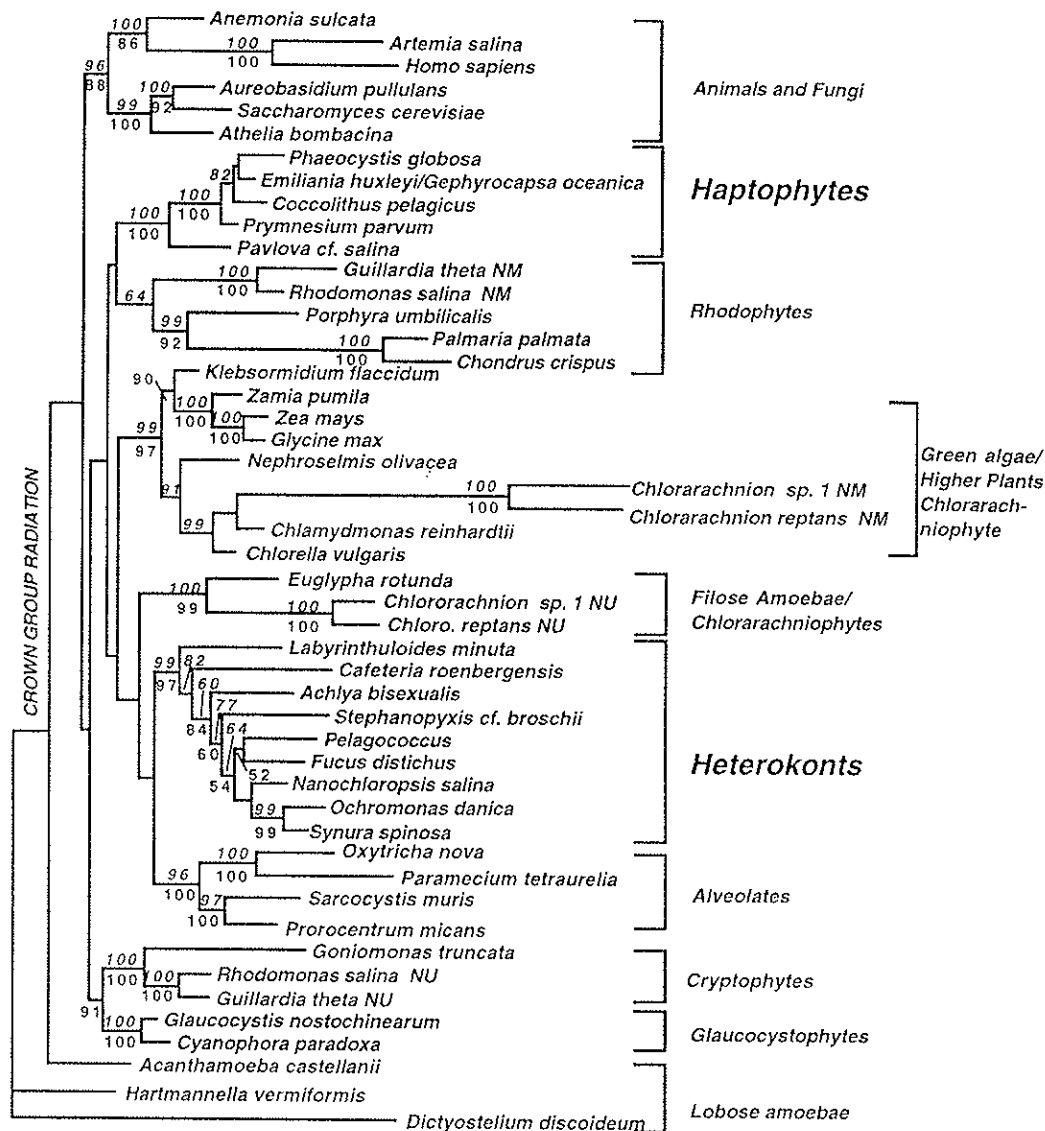 Anemonia sulcata
100
86
Artemia salina
100
100
Homo sapiens
96
88
Aureobasidium pullulans
100
92
Saccharomyces cerevisiae
99
100
Athelia bombacina
Animals and Fungi
Phaeocystis globosa
82
Emiliania huxleyi/Gephyrocapsa oceanica
Coccolithus pelagicus
100
100
Prymnesium parvum
100
100
Pavlova cf. salina
Haptophytes
Guillardia theta NM
100
100
Rhodomonas salina NM
64
Porphyra umbilicalis
99
92
Palmaria palmata
100
100
Chondrus crispus
Rhodophytes
Klebsormidium flaccidum
90
Zamia pumila
100
100
Zea mays
100
100
Glycine max
99
97
Nephroselmis olivacea
91
Chlorarachnion sp. 1 NM
100
100
Chlorarachnion reptans NM
99
Chlamydmonas reinhardtii
Chlorella vulgaris
Green algae/
Higher Plants
Chlorarach-
niophyte
CROWN GROUP RADIATION
Euglypha rotunda
100
99
Chlororachnion sp. 1 NU
100
100
Chloro. reptans NU
Filose Amoebae/
Chlorarachniophytes
Labyrinthuloides minuta
99
97
82
Cafeteria roenbergensis
60
84
Achlya bisexualis
77
60
Stephanopyxis cf. broschii
64
54
Pelagococcus
52
Fucus distichus
Nanochloropsis salina
Ochromonas danica
99
99
Synura spinosa
Heterokonts
Oxytricha nova
100
100
Paramecium tetraurelia
96
100
Sarcocystis muris
97
100
Prorocentrum micans
Alveolates
Goniomonas truncata
100
100
Rhodomonas salina NU
100
100
Guillardia theta NU
Cryptophytes
91
Glaucocystis nostochinearum
100
100
Cyanophora paradoxa
Glaucocystophytes
Acanthamoeba castellanii
Hartmannella vermiformis
Dictyostelium discoideum
Lobose amoebae